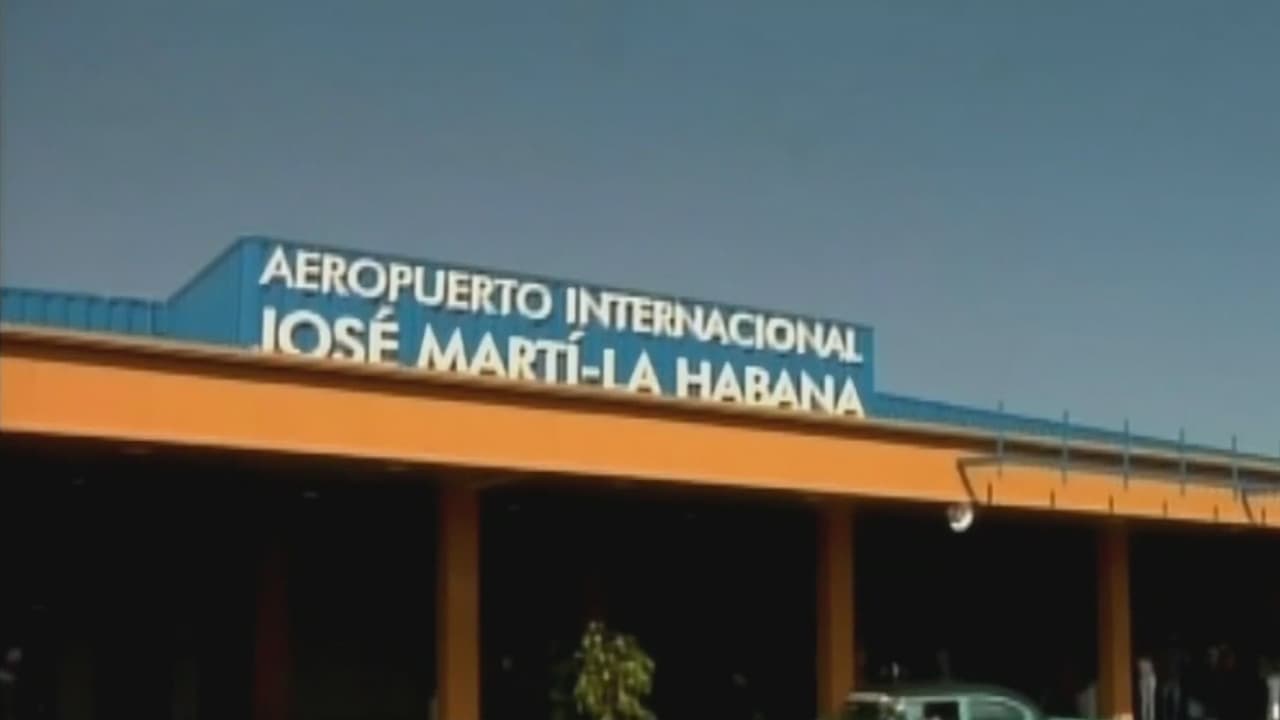 AEROPUERTO INTERNACIONAL
JOSÉ MARTÍ-LA HABANA